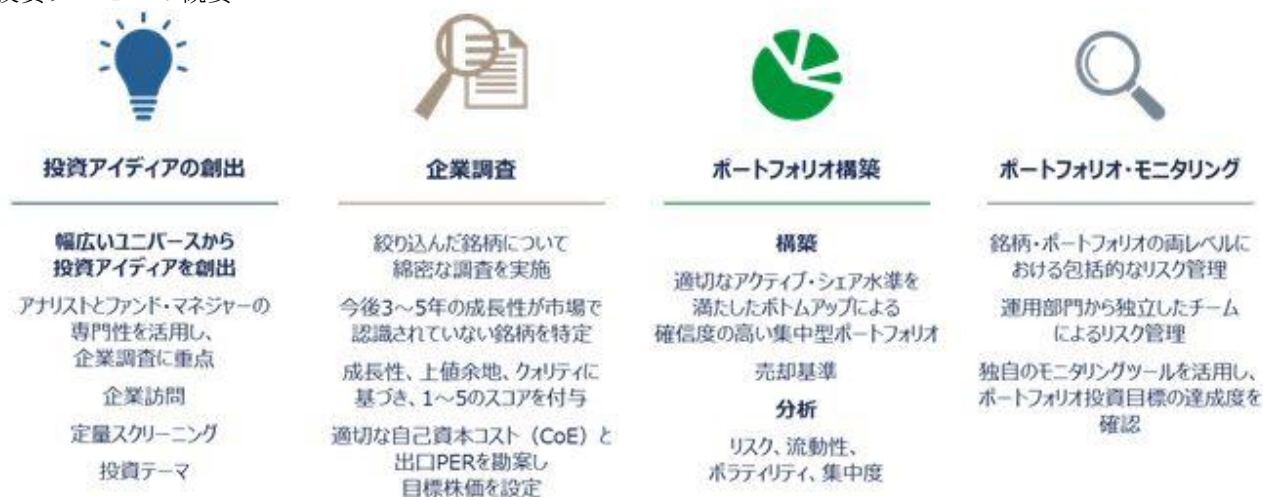 投資アイディアの創出
幅広いユニバースから
投資アイディアを創出
アナリストとファンド・マネジャーの
専門性を活用し、
企業調査に重点
企業訪問
定量スクリーニング
投資テーマ
企業調査
絞り込んだ銘柄について
綿密な調査を実施
今後3～5年の成長性が市場で
認識されていない銘柄を特定
成長性、上値余地、クォリティに
基づき、1～5のスコアを付与
適切な自己資本コスト（CoE）と
出口PERを勘案し
目標株価を設定
ポートフォリオ構築
構築
適切なアクティブ・シェア水準を
満たしたボトムアップによる
確信度の高い集中型ポートフォリオ
売却基準
分析
リスク、流動性、
ボラティリティ、集中度
ポートフォリオ・モニタリング
銘柄・ポートフォリオの両レベルに
おける包括的なリスク管理
運用部門から独立したチーム
によるリスク管理
独自のモニタリングツールを活用し、
ポートフォリオ投資目標の達成度を
確認